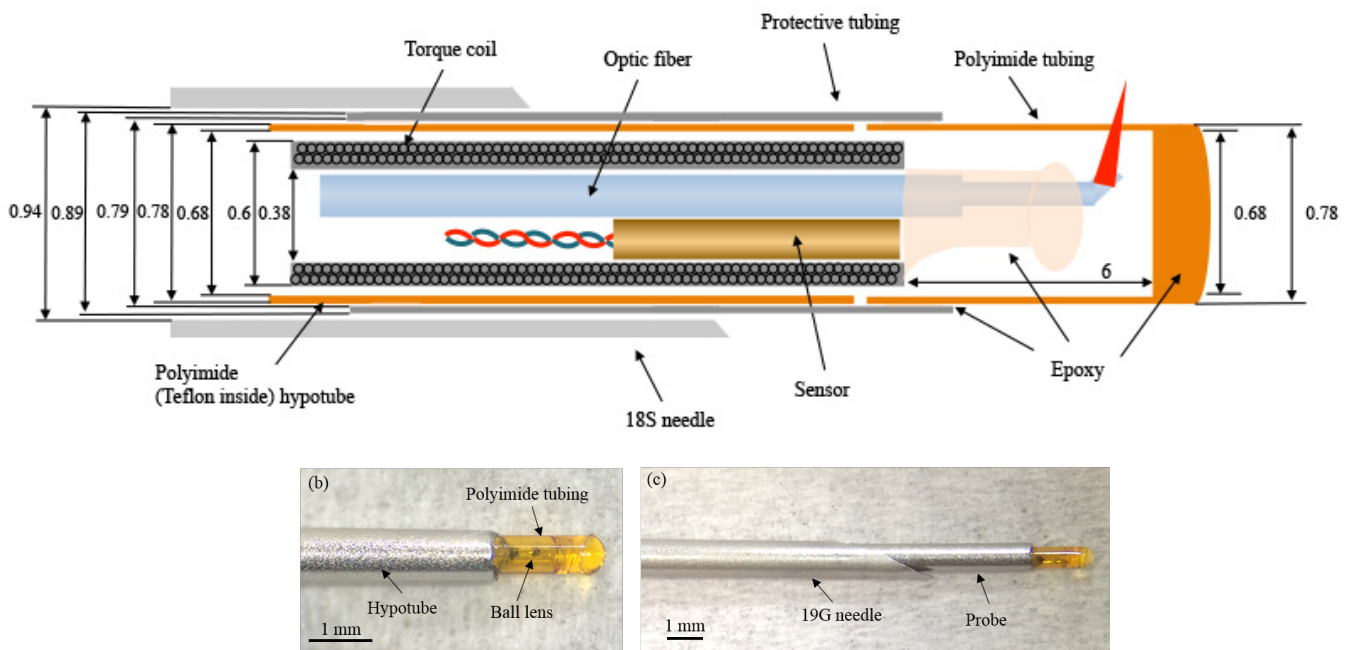 Protective tubing
Torque coil
Optic fiber
Polyimide tubing
0.94
0.89
0.79
0.78
0.68
0.6
0.38
0.68
0.78
6
Polyimide
(Teflon inside) hypotube
18S needle
Sensor
Epoxy
(b)
Polyimide tubing
Hypotube
Ball lens
1 mm
(c)
19G needle
Probe
1 mm